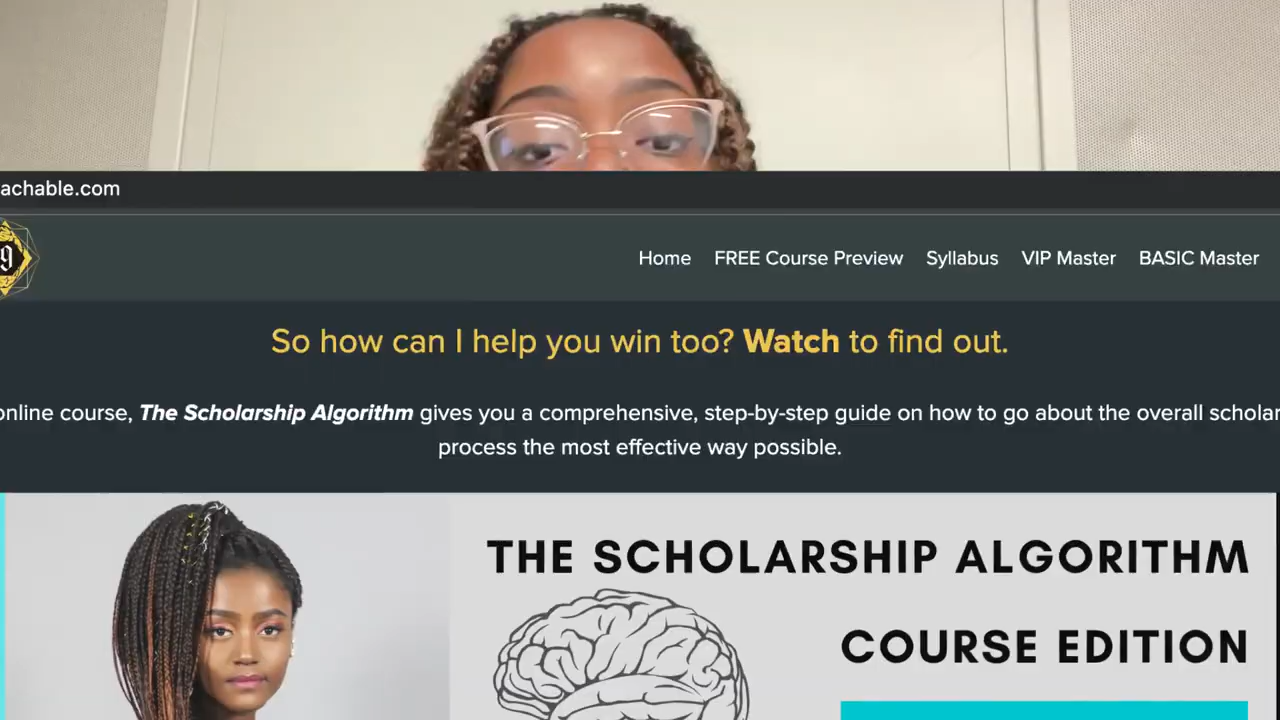 achable.com
9
Home FREE Course Preview Syllabus VIP Master BASIC Master
So how can I help you win too? Watch to find out.
online course, The Scholarship Algorithm gives you a comprehensive, step-by-step guide on how to go about the overall scholar
process the most effective way possible.
THE SCHOLARSHIP ALGORITHM
COURSE EDITION